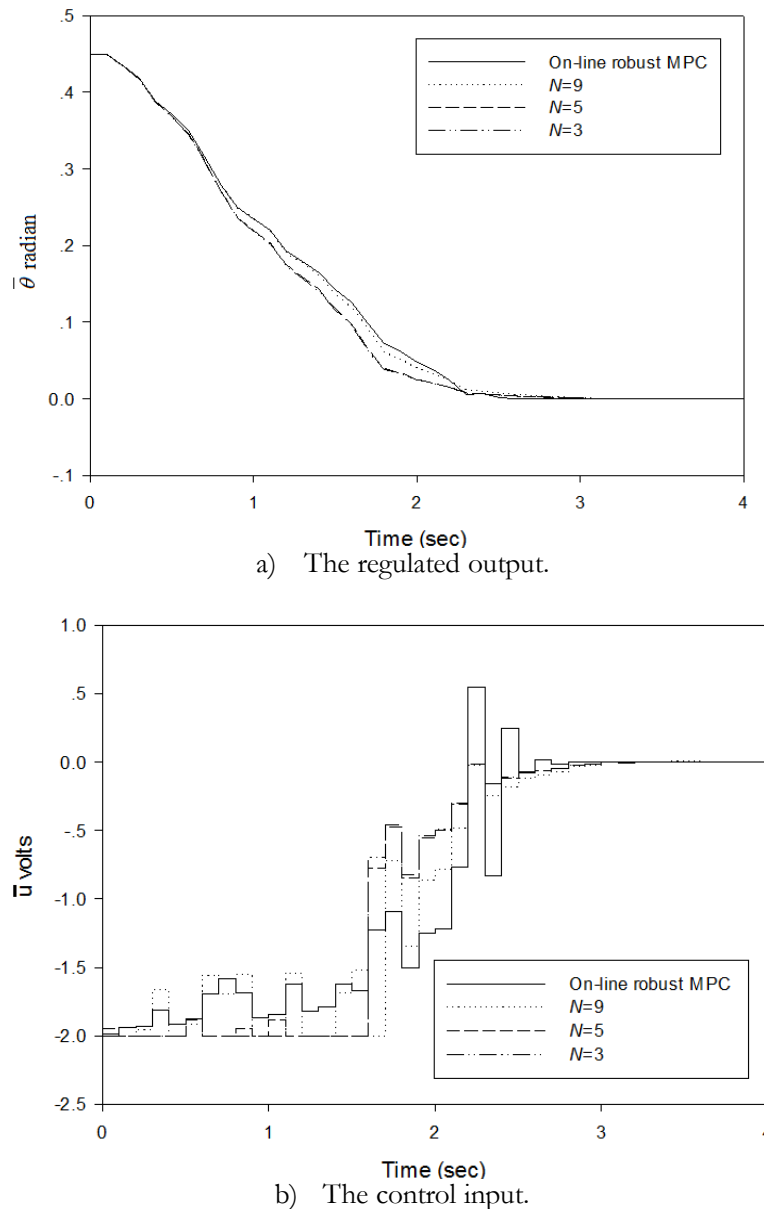 .5
.4
.3
.2
.1
0.0
-.1
θ̅ radian
On-line robust MPC
N=9
N=5
N=3
0 1 2 3 4
Time (sec)
a) The regulated output.
1.0
.5
0.0
-.5
-1.0
-1.5
-2.0
-2.5
u̅ volts
On-line robust MPC
N=9
N=5
N=3
0 1 2 3 4
Time (sec)
b) The control input.